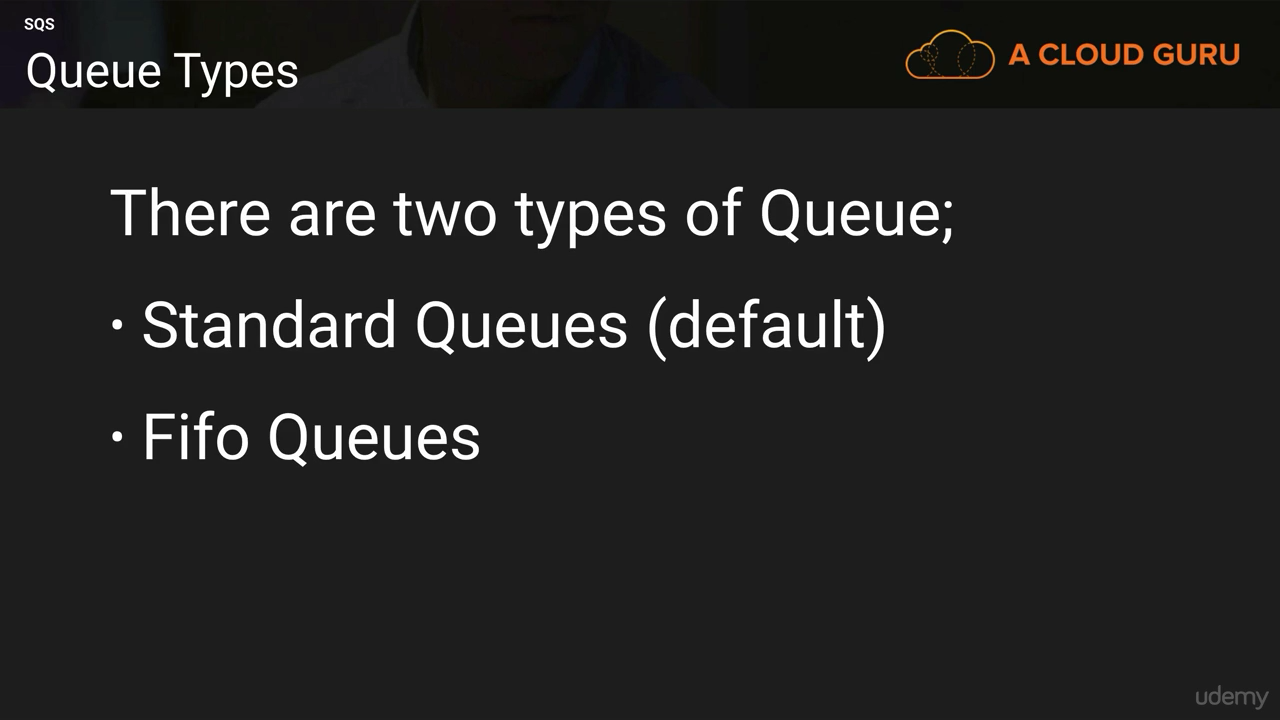 SQS
Queue Types
A CLOUD GURU
There are two types of Queue;
• Standard Queues (default)
• Fifo Queues
udemy